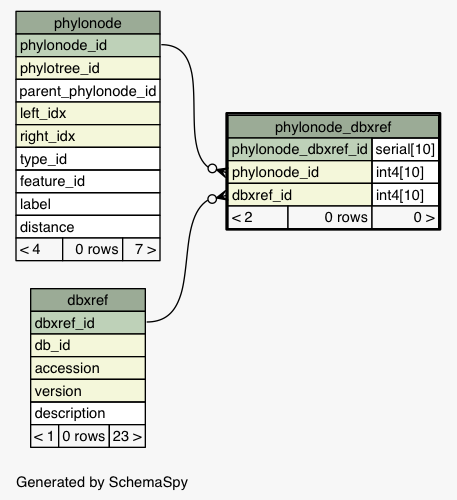 phylonode
phylonode_id
phylotree_id
parent_phylonode_id
left_idx
right_idx
type_id
feature_id
label
distance
< 4 0 rows 7 >
phylonode_dbxref
phylonode_dbxref_id serial[10]
phylonode_id int4[10]
dbxref_id int4[10]
< 2 0 rows 0 >
dbxref
dbxref_id
db_id
accession
version
description
< 1 0 rows 23 >
Generated by SchemaSpy